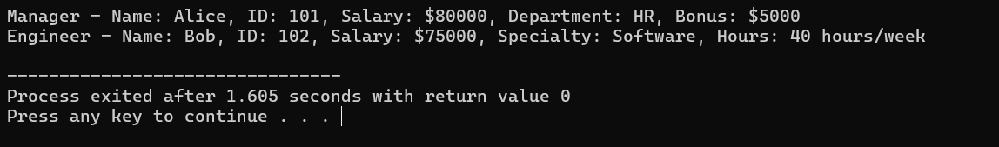 Manager - Name: Alice, ID: 101, Salary: $80000, Department: HR, Bonus: $5000
Engineer - Name: Bob, ID: 102, Salary: $75000, Specialty: Software, Hours: 40 hours/week
--------------------------------
Process exited after 1.605 seconds with return value 0
Press any key to continue . . .